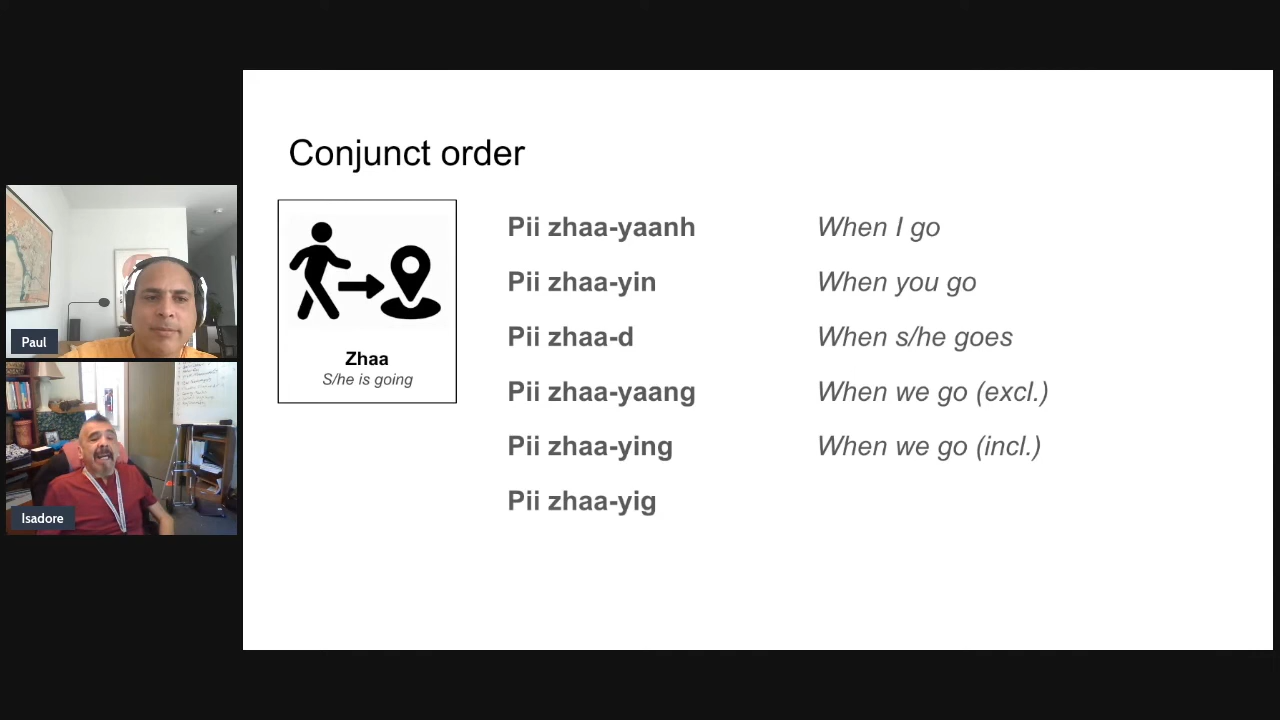 Conjunct order
Zhaa
S/he is going
Pii zhaa-yaanh When I go
Pii zhaa-yin When you go
Pii zhaa-d When s/he goes
Pii zhaa-yaang When we go (excl.)
Pii zhaa-ying When we go (incl.)
Pii zhaa-yig
Paul
Isadore